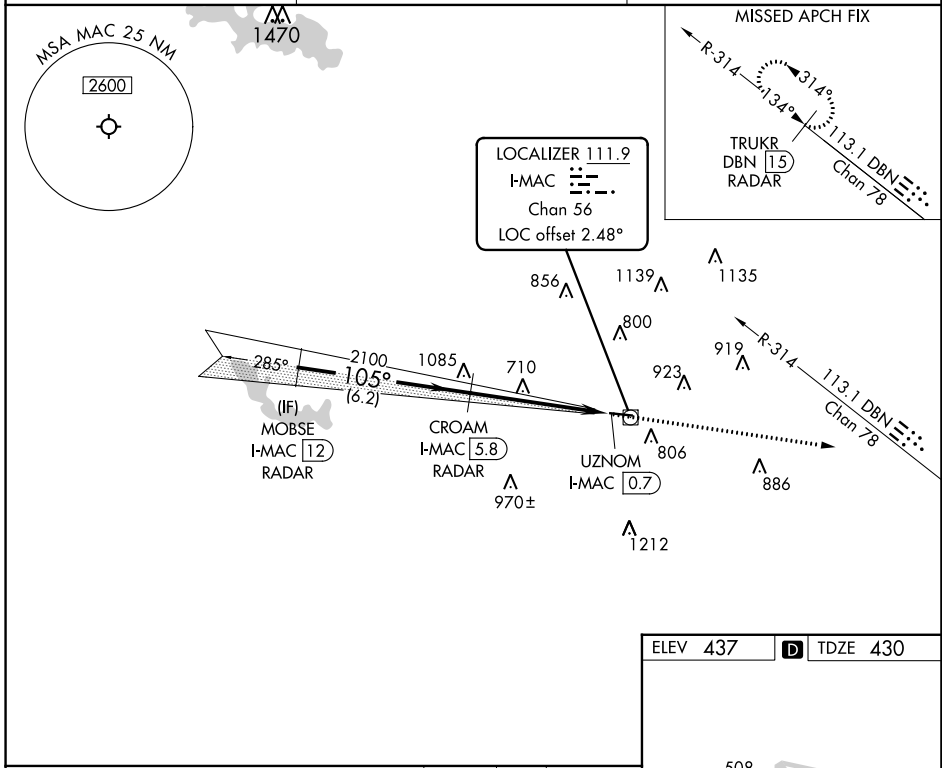 1470
MSA MAC 25 NM
2600
MISSED APCH FIX
R-314
314°
134°
TRUKR
DBN 15
RADAR
113.1 DBN
Chan 78
LOCALIZER 111.9
I-MAC
Chan 56
LOC offset 2.48°
856
1139
1135
800
R-314
919
923
113.1 DBN
Chan 78
285°
2100
105°
(6.2)
1085
710
(IF)
MOBSE
I-MAC 12
RADAR
CROAM
I-MAC 5.8
RADAR
UZNOM
I-MAC 0.7
806
886
970±
1212
ELEV 437 D TDZE 430
508